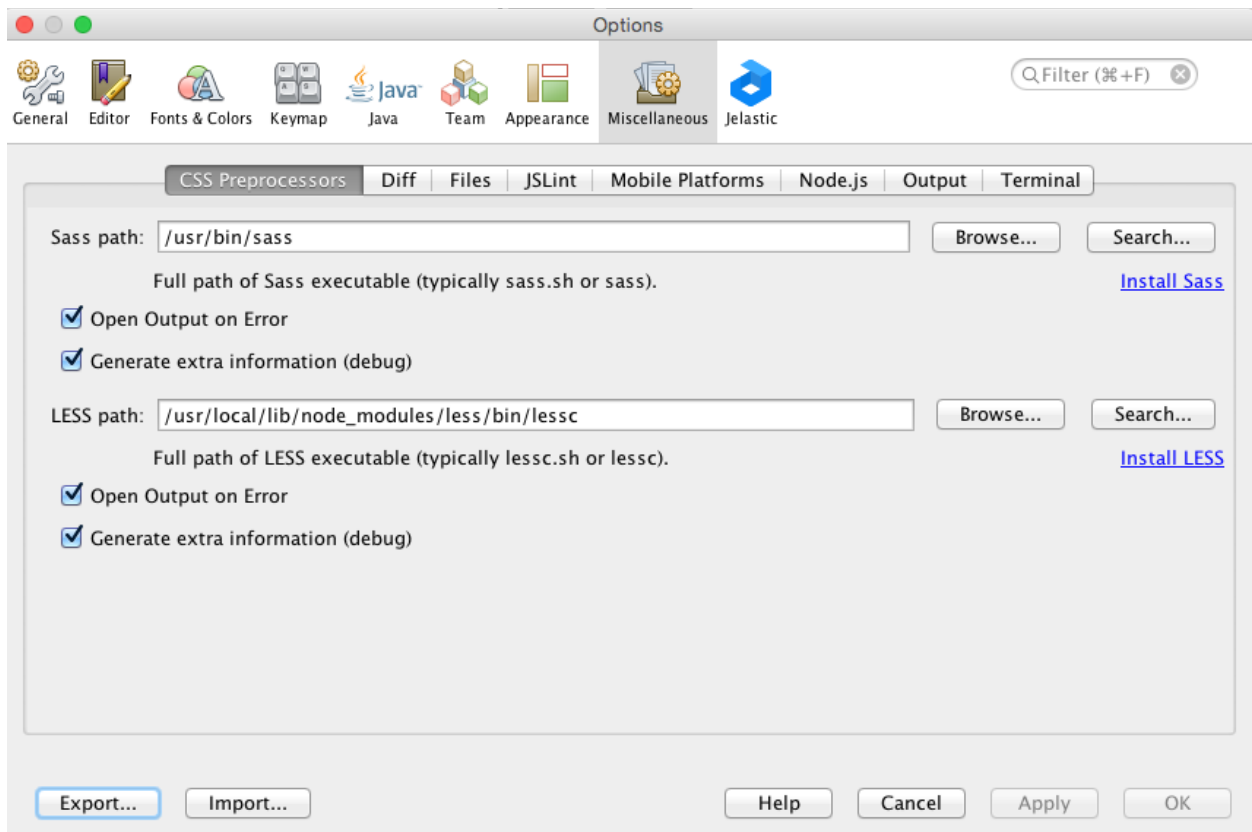 Options
Filter (⌘+F)
Java
General Editor Fonts & Colors Keymap Java Team Appearance Miscellaneous Jelastic
CSS Preprocessors Diff Files JSLint Mobile Platforms Node.js Output Terminal
Sass path: /usr/bin/sass Browse... Search...
Full path of Sass executable (typically sass.sh or sass). Install Sass
Open Output on Error
Generate extra information (debug)
LESS path: /usr/local/lib/node_modules/less/bin/lessc Browse... Search...
Full path of LESS executable (typically lessc.sh or lessc). Install LESS
Open Output on Error
Generate extra information (debug)
Export... Import... Help Cancel Apply OK